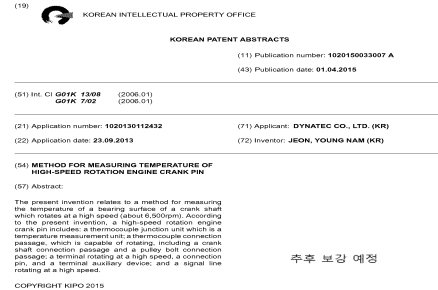 (19)
KOREAN INTELLECTUAL PROPERTY OFFICE
KOREAN PATENT ABSTRACTS
(11) Publication number: 1020150033007 A
(43) Publication date: 01.04.2015
(51) Int. Cl G01K 13/08 (2006.01)
G01K 7/02 (2006.01)
(21) Application number: 1020130112432
(71) Applicant: DYNATEC CO., LTD. (KR)
(22) Application date: 23.09.2013
(72) Inventor: JEON, YOUNG NAM (KR)
(54) METHOD FOR MEASURING TEMPERATURE OF
HIGH-SPEED ROTATION ENGINE CRANK PIN
(57) Abstract:
The present invention relates to a method for measuring
the temperature of a bearing surface of a crank shaft
which rotates at a high speed (about 6,500rpm). According
to the present invention, a high-speed rotation engine
crank pin includes: a thermocouple junction unit which is a
temperature measurement unit; a thermocouple connection
passage, which is capable of rotating, including a crank
shaft connection passage and a pulley bolt connection
passage; a terminal rotating at a high speed, a connection
pin, and a terminal auxiliary device; and a signal line
rotating at a high speed.
추후 보강 예정
COPYRIGHT KIPO 2015